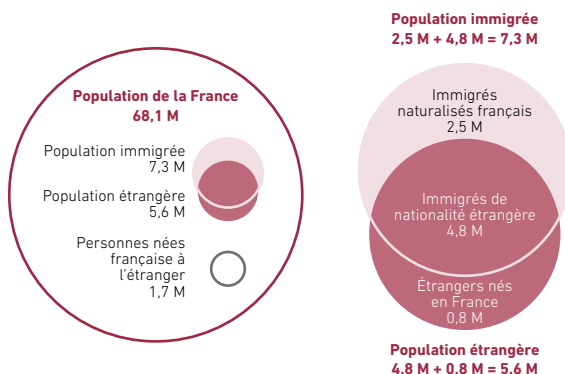 Population de la France
68,1 M
Population immigrée
7,3 M
Population étrangère
5,6 M
Personnes nées
française à
l'étranger
1,7 M
Population immigrée
2,5 M + 4,8 M = 7,3 M
Immigrés
naturalisés français
2,5 M
Immigrés de
nationalité étrangère
4,8 M
Étrangers nés
en France
0,8 M
Population étrangère
4,8 M + 0,8 M = 5,6 M